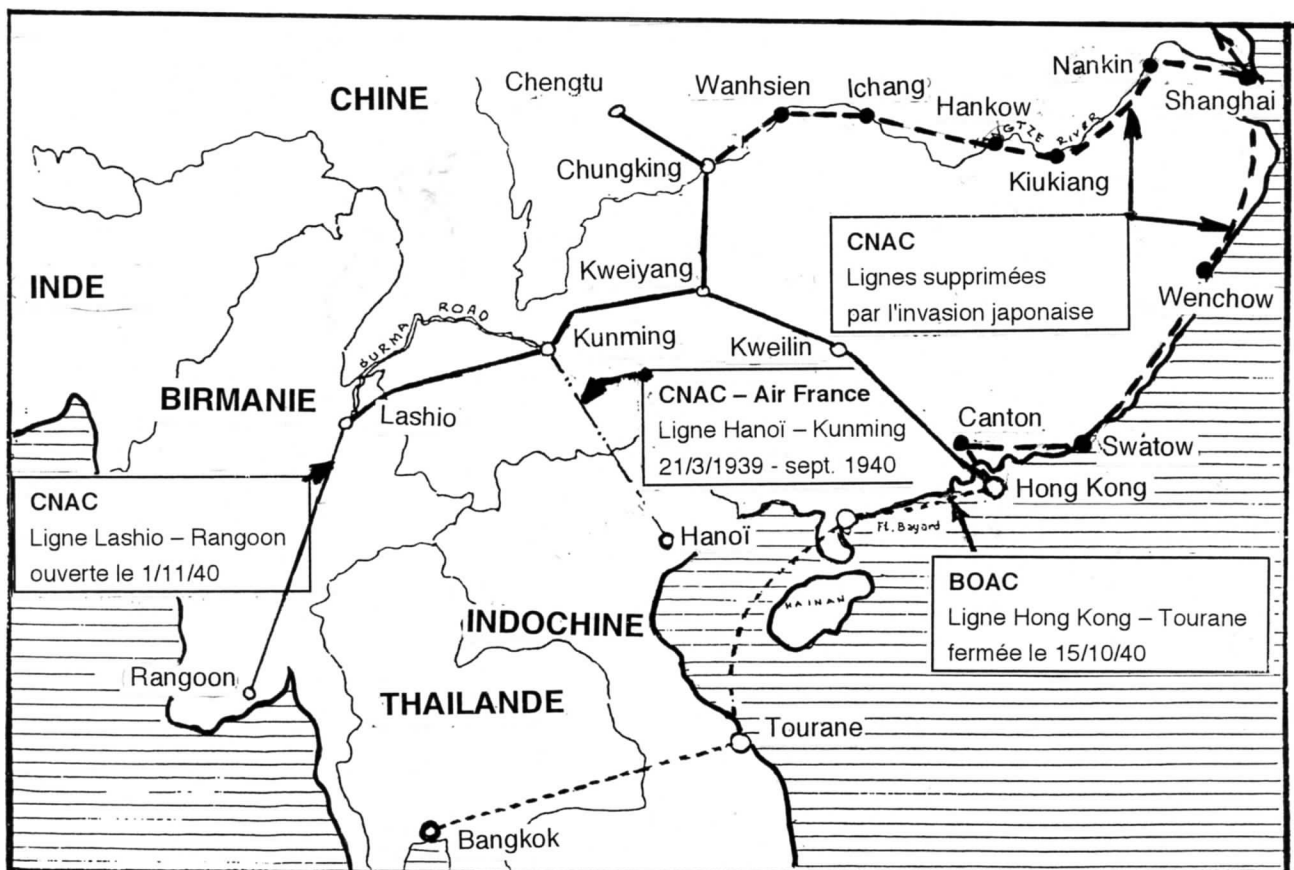 CHINE
Chengtu
Wanhsien
Ichang
Nankin
Shanghai
Hankow
RIVER
Chungking
Kiukiang
CNAC
Lignes supprimées
par l'invasion japonaise
INDE
Kweiyang
Wenchow
BURMA ROAD
Kunming
Kweilin
BIRMANIE
Lashio
CNAC – Air France
Ligne Hanoï – Kunming
21/3/1939 - sept. 1940
Canton
Swatow
Hong Kong
CNAC
Ligne Lashio – Rangoon
ouverte le 1/11/40
Hanoï
Ft. Bayard
BOAC
Ligne Hong Kong – Tourane
fermée le 15/10/40
HAINAN
INDOCHINE
Rangoon
THAILANDE
Tourane
Bangkok